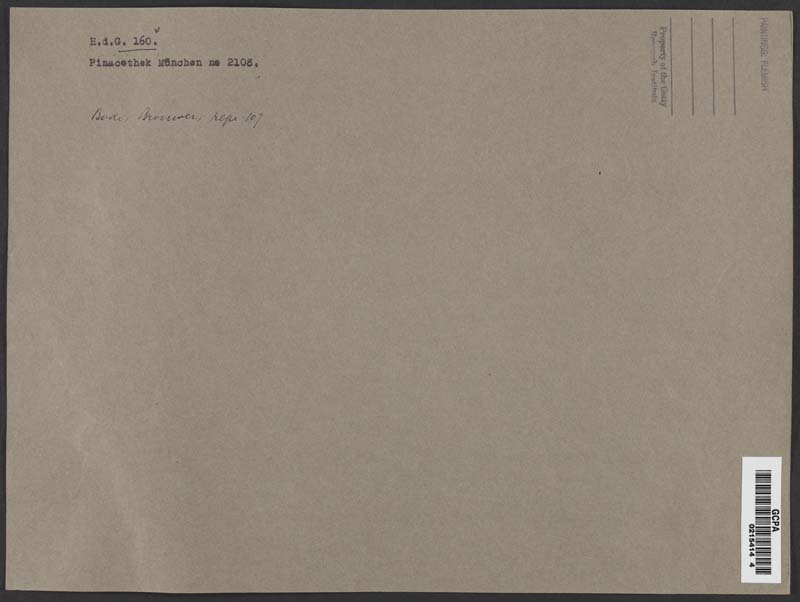 H.d.G. 160.
Pinacothek München no 2108.
Bode, Brouwer, repr. 107
Property of the Getty
Research Institute
PAINTINGS: FLEMISH
GCPA
0215414 4